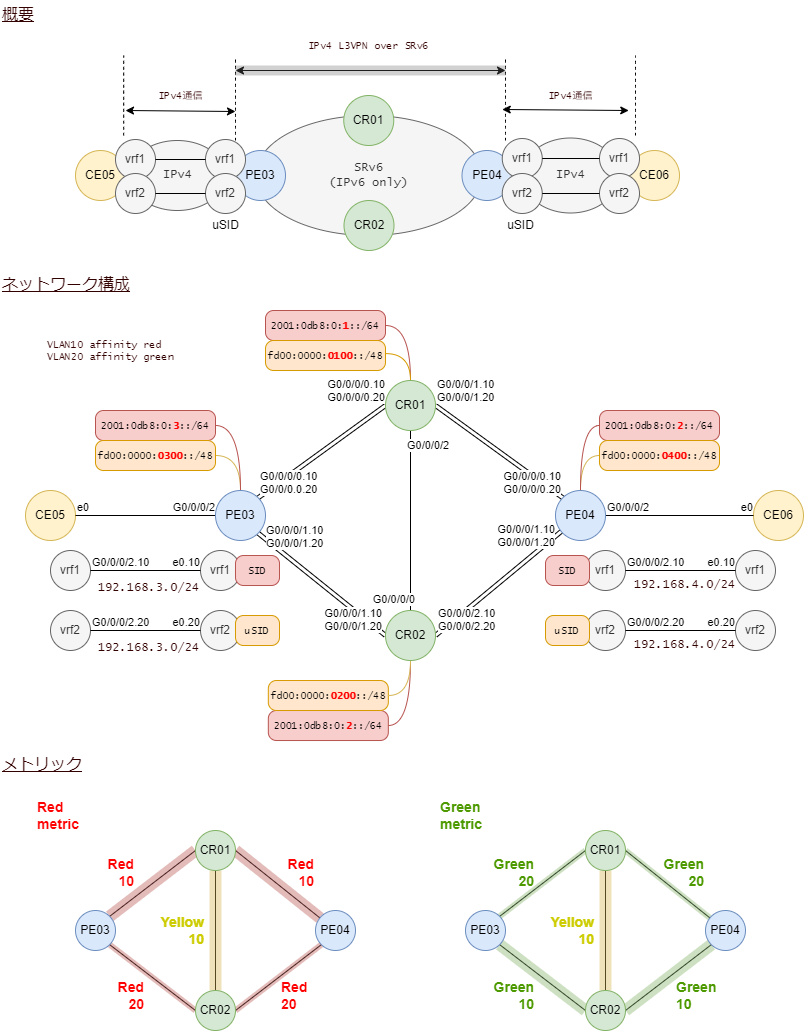 概要
IPv4 L3VPN over SRv6
IPv4通信
IPv4通信
CR01
vrf1
vrf1
vrf1
vrf1
CE05
IPv4
PE03
SRv6
(IPv6 only)
PE04
IPv4
CE06
vrf2
vrf2
vrf2
vrf2
uSID
CR02
uSID
ネットワーク構成
VLAN10 affinity red
VLAN20 affinity green
2001:0db8:0:1::/64
fd00:0000:0100::/48
G0/0/0/0.10
G0/0/0/0.20
CR01
G0/0/0/1.10
G0/0/0/1.20
G0/0/0/2
2001:0db8:0:3::/64
fd00:0000:0300::/48
2001:0db8:0:2::/64
fd00:0000:0400::/48
G0/0/0/0.10
G0/0/0.0.20
G0/0/0/0.10
G0/0/0/0.20
CE05
e0
G0/0/0/2
PE03
PE04
G0/0/0/2
e0
CE06
G0/0/0/1.10
G0/0/0/1.20
G0/0/0/1.10
G0/0/0/1.20
vrf1
G0/0/0/2.10
e0.10
vrf1
SID
192.168.3.0/24
SID
vrf1
G0/0/0/2.10
e0.10
vrf1
192.168.4.0/24
vrf2
G0/0/0/2.20
e0.20
vrf2
uSID
192.168.3.0/24
uSID
vrf2
G0/0/0/2.20
e0.20
vrf2
192.168.4.0/24
G0/0/0/0
G0/0/0/1.10
G0/0/0/1.20
CR02
G0/0/0/2.10
G0/0/0/2.20
fd00:0000:0200::/48
2001:0db8:0:2::/64
メトリック
Red
metric
CR01
Red
10
Red
10
PE03
Yellow
10
PE04
Red
20
Red
20
CR02
Green
metric
CR01
Green
20
Green
20
PE03
Yellow
10
PE04
Green
10
Green
10
CR02